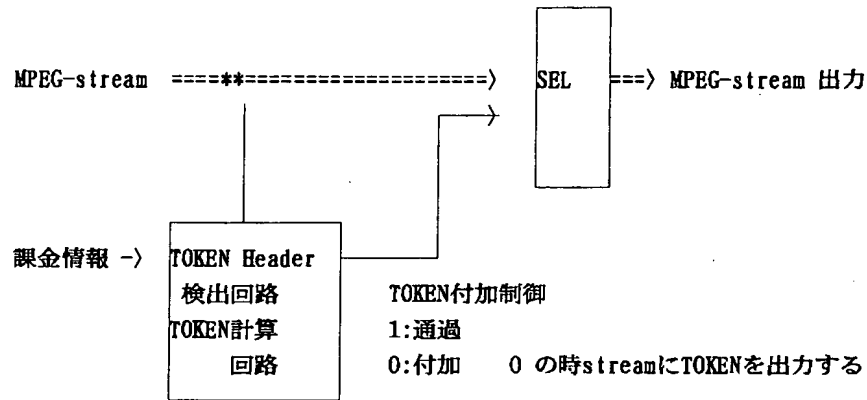 MPEG-stream ====**====================> SEL ===> MPEG-stream 出力
課金情報 -> TOKEN Header
検出回路 TOKEN付加制御
TOKEN計算 1:通過
回路 0:付加 0 の時streamにTOKENを出力する